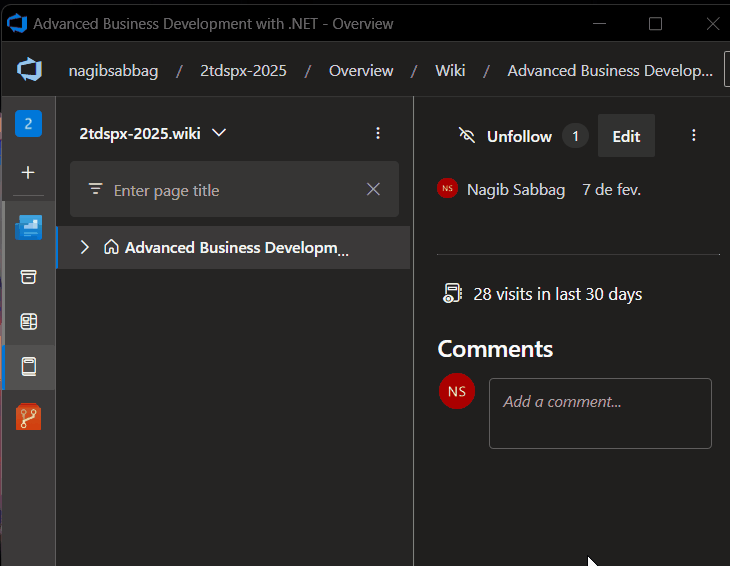 Advanced Business Development with .NET - Overview
nagibsabbag / 2tdspx-2025 / Overview / Wiki / Advanced Business Develop...
2
2tdspx-2025.wiki
Enter page title
Advanced Business Developm...
Unfollow 1 Edit
NS Nagib Sabbag 7 de fev.
28 visits in last 30 days
Comments
NS
Add a comment...